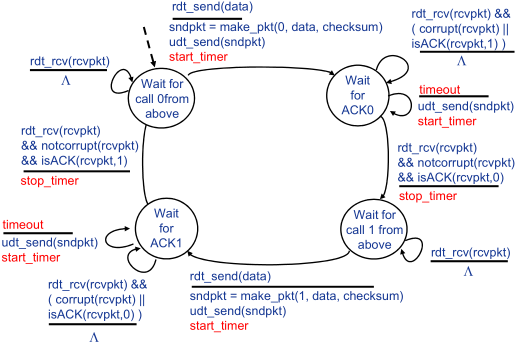 rdt_send(data)
sndpkt = make_pkt(0, data, checksum)
udt_send(sndpkt)
start_timer
rdt_rcv(rcvpkt) &&
( corrupt(rcvpkt) ||
isACK(rcvpkt,1) )
Λ
rdt_rcv(rcvpkt)
Λ
Wait for
call 0from
above
Wait
for
ACK0
timeout
udt_send(sndpkt)
start_timer
rdt_rcv(rcvpkt)
&& notcorrupt(rcvpkt)
&& isACK(rcvpkt,1)
stop_timer
rdt_rcv(rcvpkt)
&& notcorrupt(rcvpkt)
&& isACK(rcvpkt,0)
stop_timer
timeout
udt_send(sndpkt)
start_timer
Wait
for
ACK1
Wait for
call 1 from
above
rdt_rcv(rcvpkt)
Λ
rdt_rcv(rcvpkt) &&
( corrupt(rcvpkt) ||
isACK(rcvpkt,0) )
Λ
rdt_send(data)
sndpkt = make_pkt(1, data, checksum)
udt_send(sndpkt)
start_timer